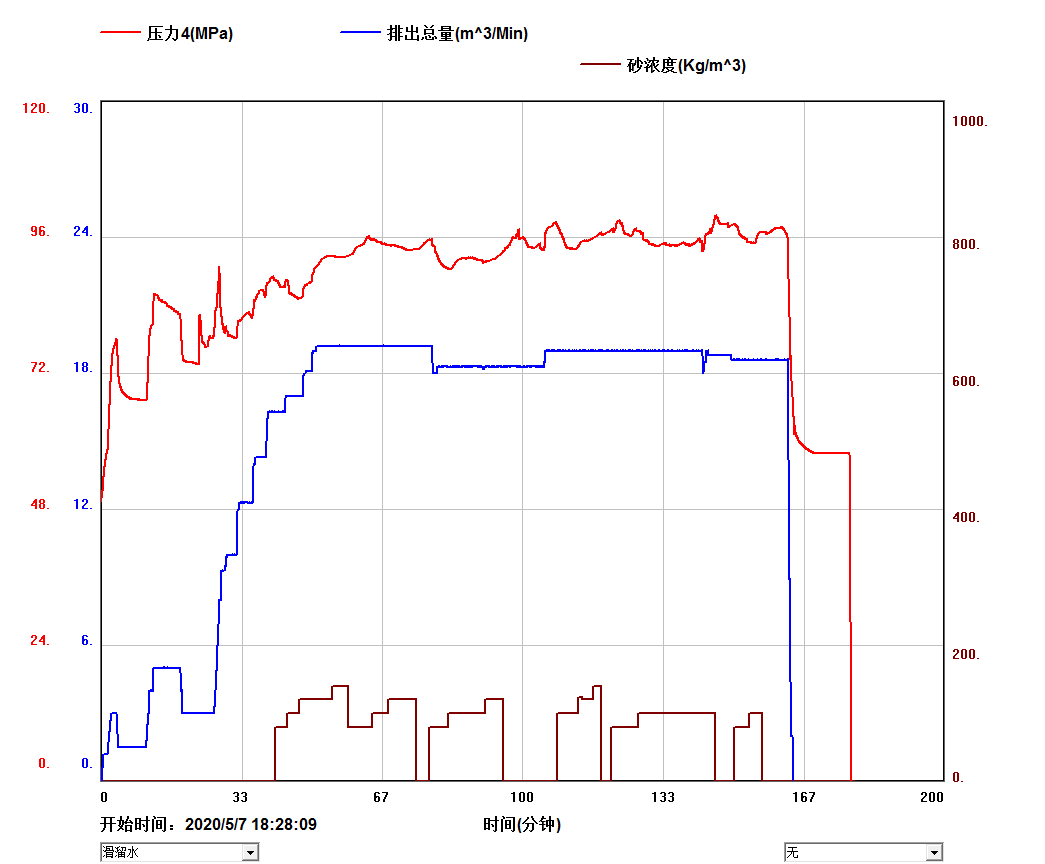 压力4(MPa) 排出总量(m^3/Min)
砂浓度(Kg/m^3)
120. 30.
1000.
96. 24.
800.
72. 18.
600.
48. 12.
400.
24. 6.
200.
0. 0.
0.
0 33 67 100 133 167 200
开始时间：2020/5/7 18:28:09 时间(分钟)
滑溜水 无